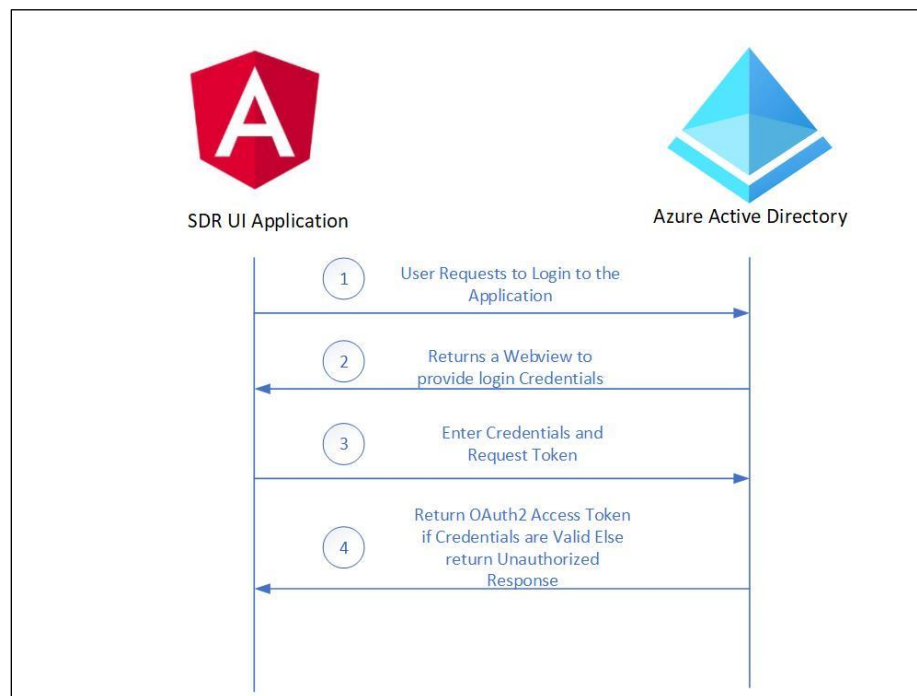 A
SDR UI Application
Azure Active Directory
1
User Requests to Login to the
Application
2
Returns a Webview to
provide login Credentials
3
Enter Credentials and
Request Token
4
Return OAuth2 Access Token
if Credentials are Valid Else
return Unauthorized
Response